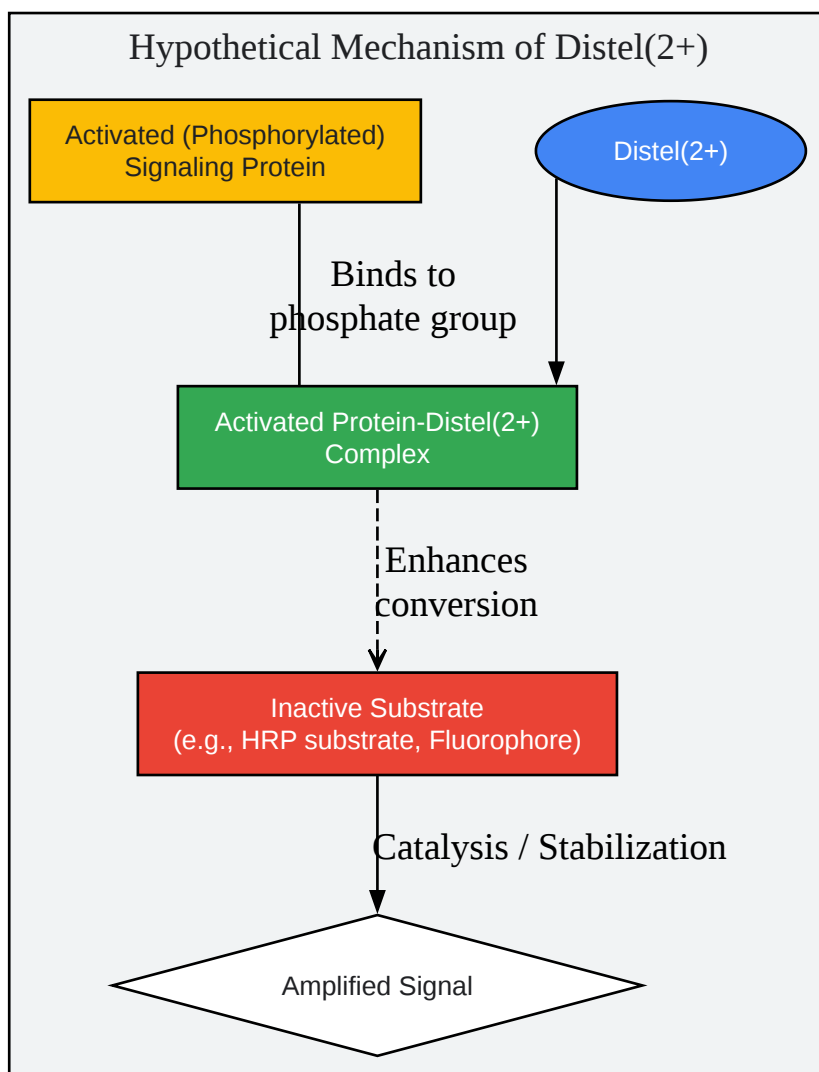 Hypothetical Mechanism of Distel(2+)
Activated (Phosphorylated)
Signaling Protein
Distel(2+)
Binds to
phosphate group
Activated Protein-Distel(2+)
Complex
Enhances
conversion
Inactive Substrate
(e.g., HRP substrate, Fluorophore)
Catalysis / Stabilization
Amplified Signal